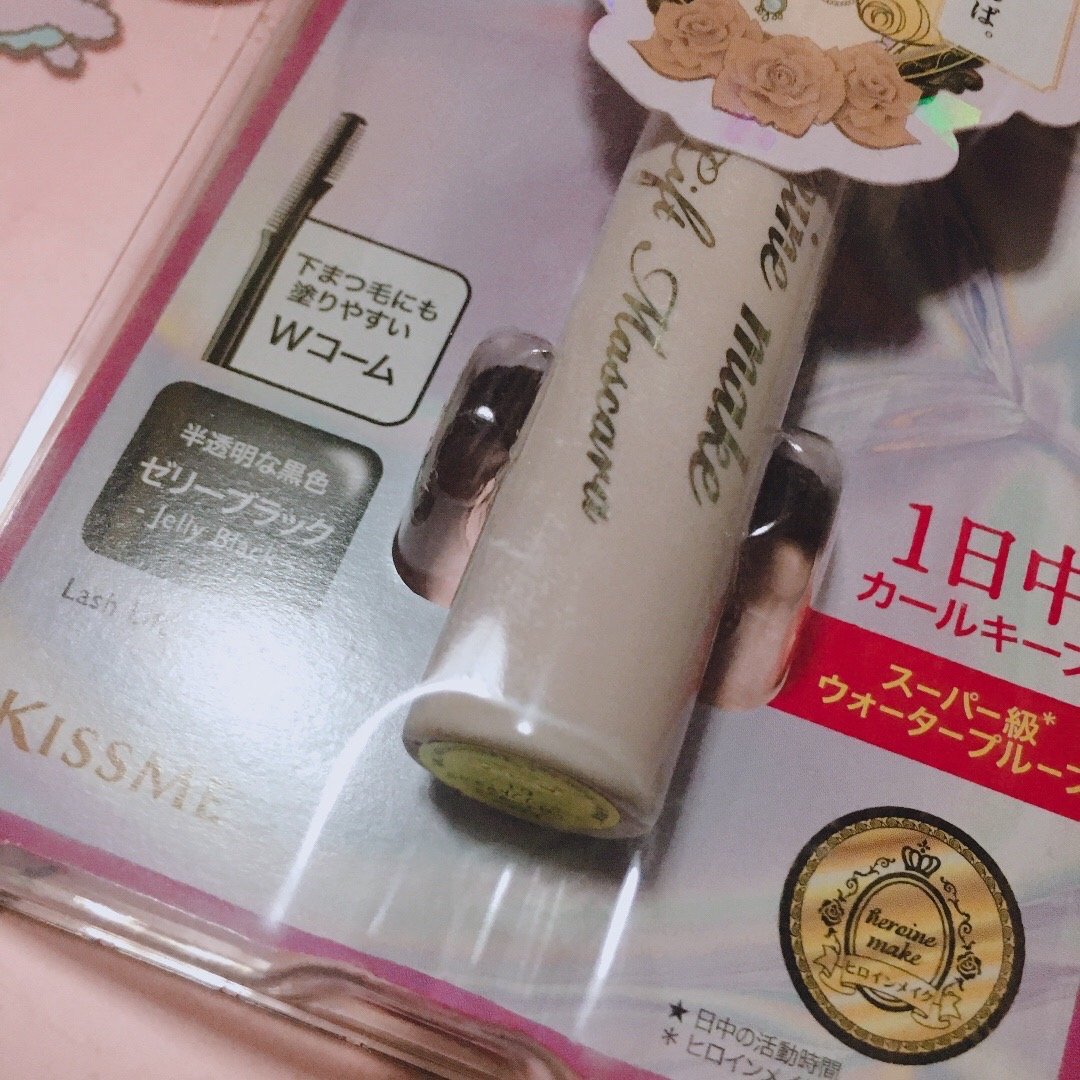 ば。
下まつ毛にも
塗りやすい
Wコーム
半透明な黒色
ゼリーブラック
- Jelly Black
Lash
make
Lift Mascara
KISSME
1日中
カールキープ
スーパー級*
ウオータープルーフ
heroine
make
ヒロインメイク
★ 日中の活動時間
* ヒロインメイ